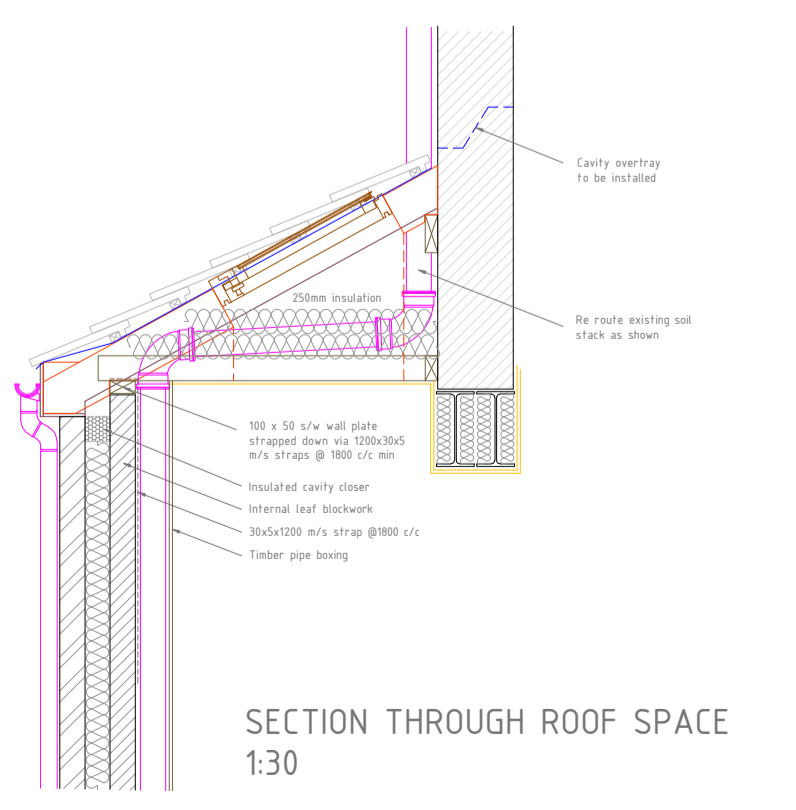 Cavity overtray
to be installed
250mm insulation
Re route existing soil
stack as shown
100 x 50 s/w wall plate
strapped down via 1200x30x5
m/s straps @ 1800 c/c min
Insulated cavity closer
Internal leaf blockwork
30x5x1200 m/s strap @1800 c/c
Timber pipe boxing
SECTION THROUGH ROOF SPACE
1:30